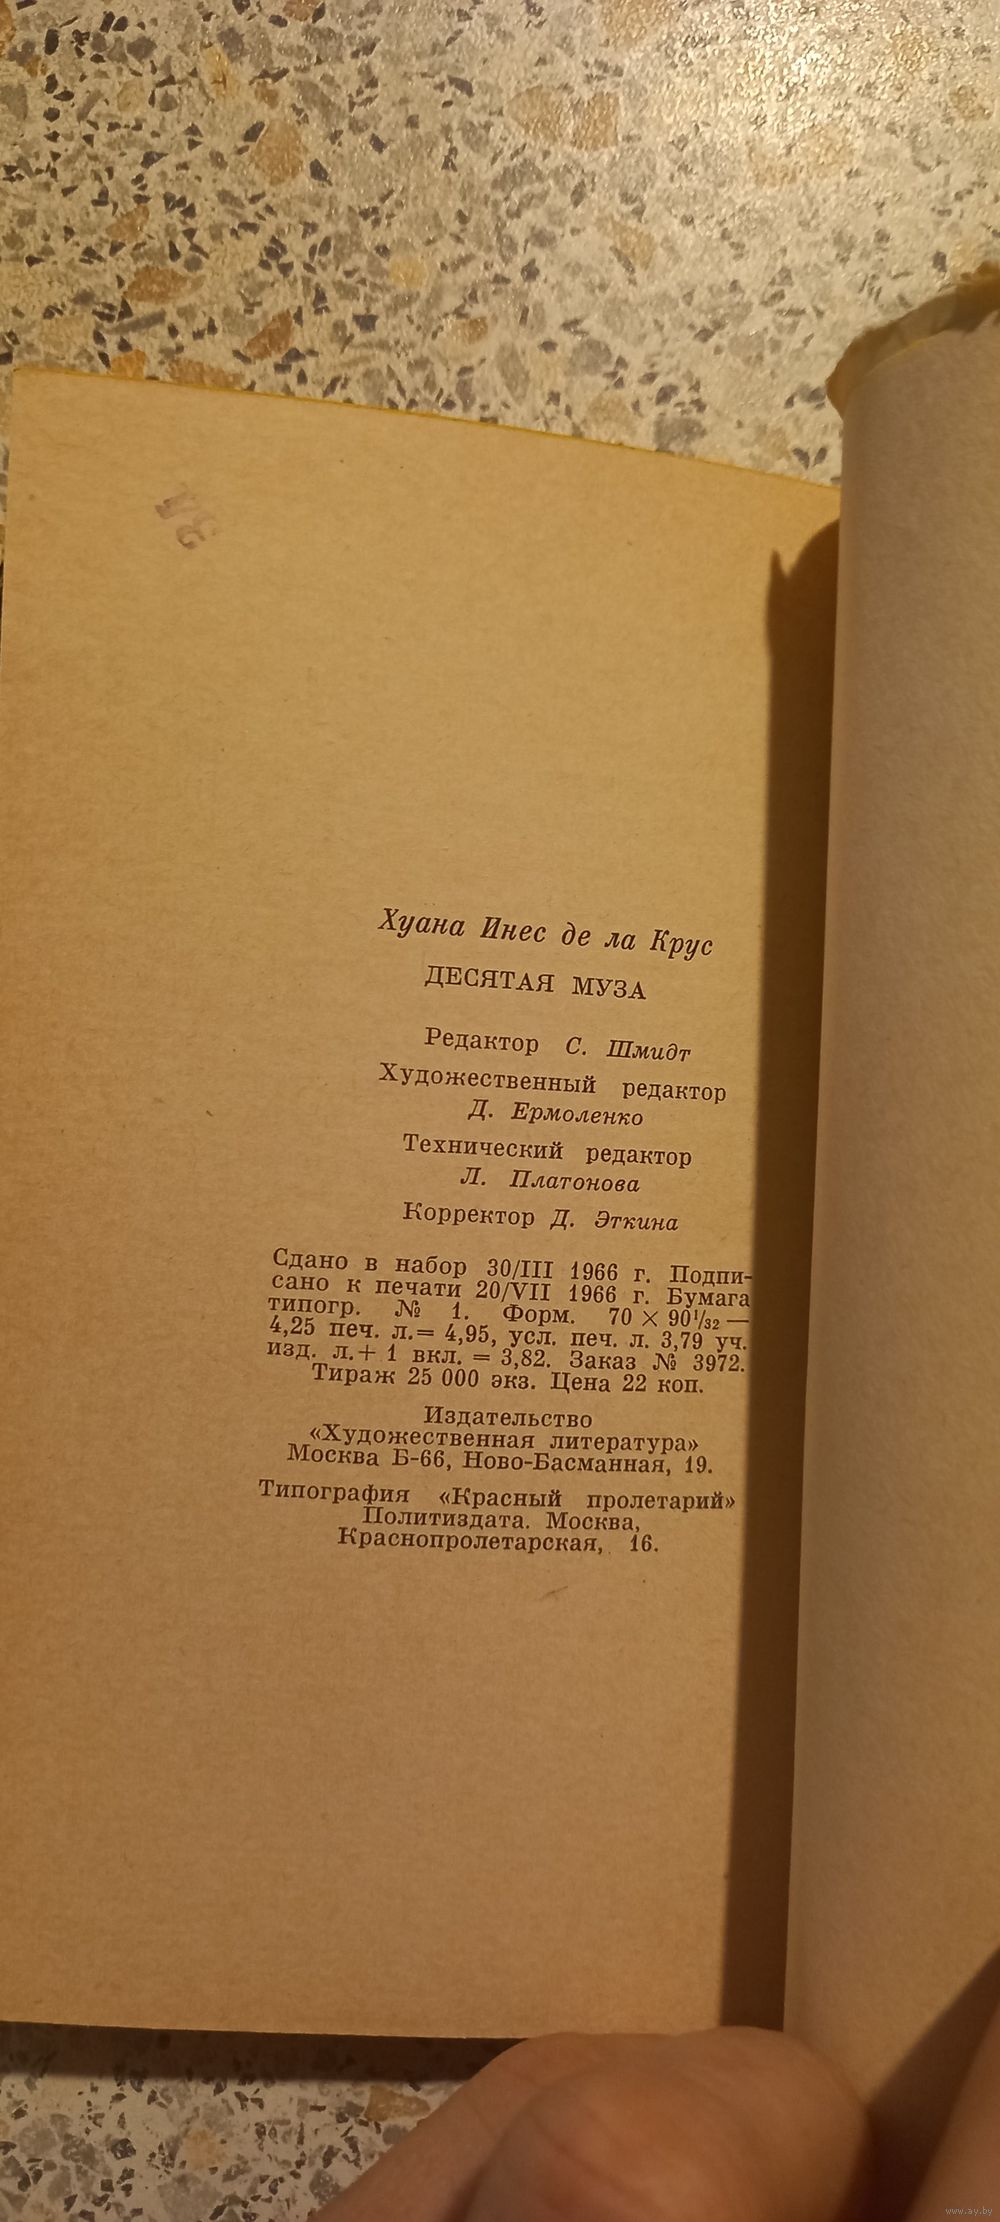 Хуана Инес де ла Крус
ДЕСЯТАЯ МУЗА
Редактор С. Шмидт
Художественный редактор
Д. Ермоленко
Технический редактор
Л. Платонова
Корректор Д. Эткина
Сдано в набор 30/III 1966 г. Подпи-
сано к печати 20/VII 1966 г. Бумага
типогр. № 1. Форм. 70 × 90¹/₃₂ —
4,25 печ. л.= 4,95, усл. печ. л. 3,79 уч.
изд. л.+ 1 вкл. = 3,82. Заказ № 3972.
Тираж 25 000 экз. Цена 22 коп.
Издательство
«Художественная литература»
Москва Б-66, Ново-Басманная, 19.
Типография «Красный пролетарий»
Политиздата. Москва,
Краснопролетарская, 16.
www.ay.by